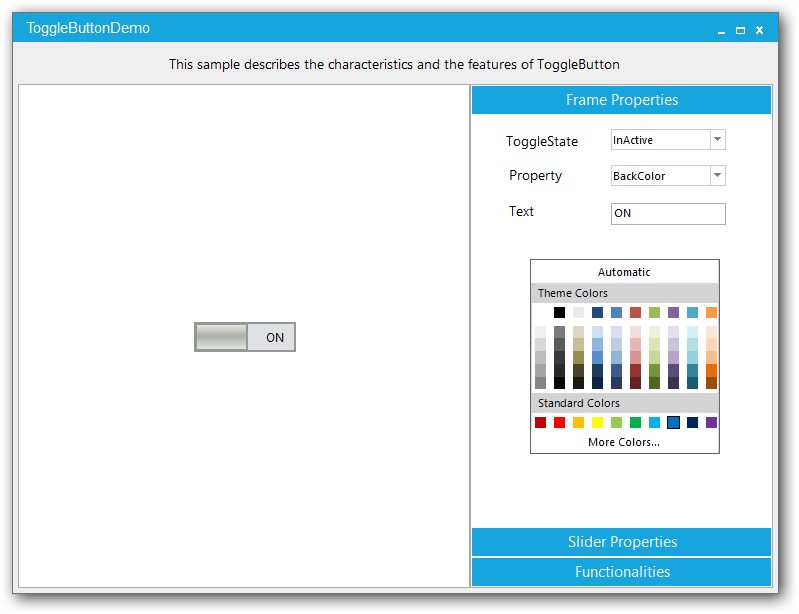 ToggleButtonDemo
This sample describes the characteristics and the features of ToggleButton
ON
Frame Properties
ToggleState InActive
Property BackColor
Text ON
Automatic
Theme Colors
Standard Colors
More Colors...
Slider Properties
Functionalities